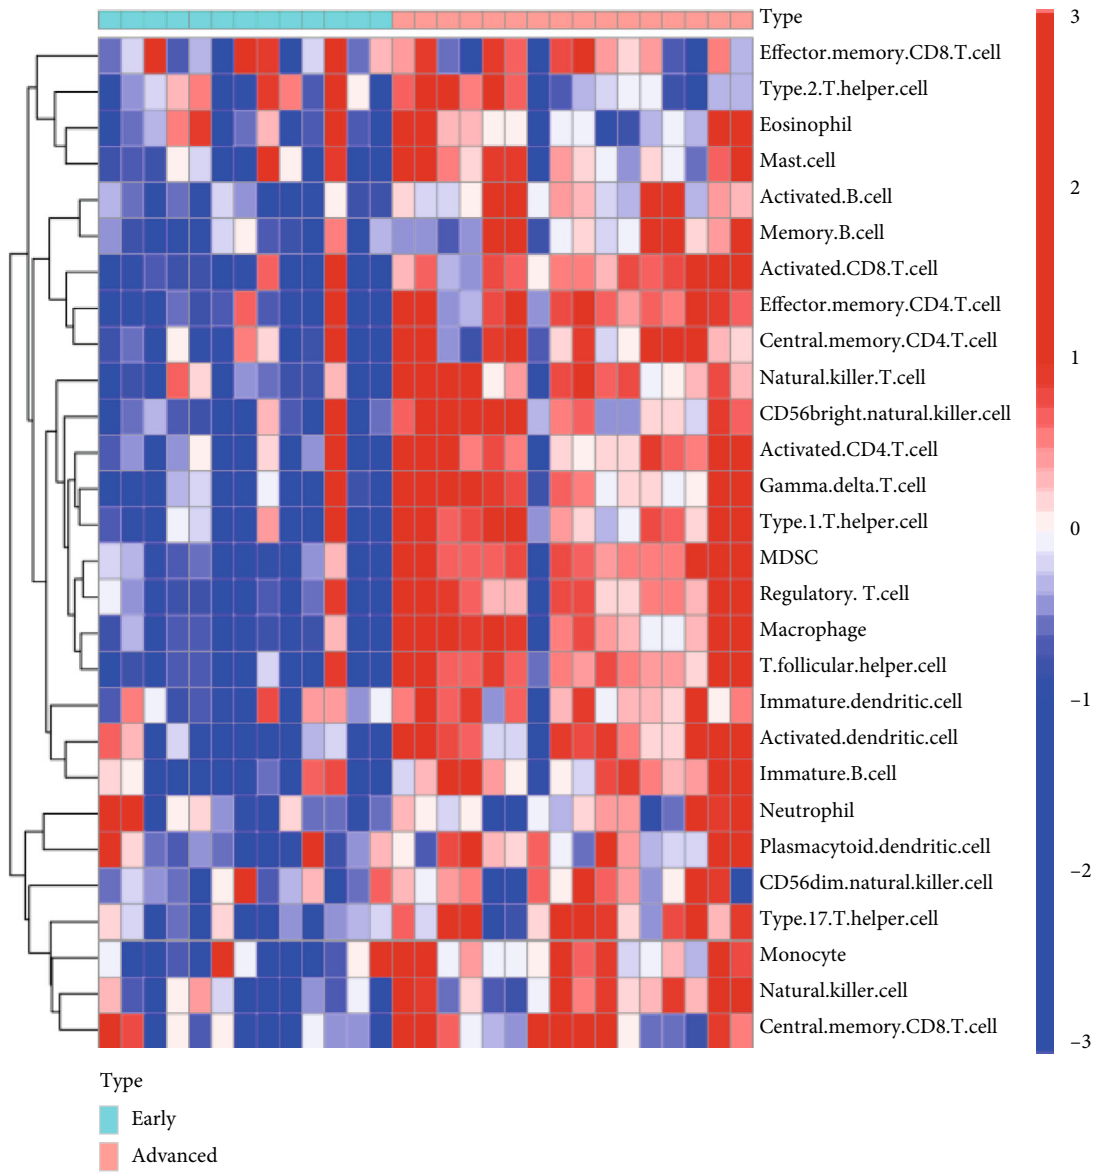 Type
Effector.memory.CD8.T.cell
Type.2.T.helper.cell
Eosinophil
Mast.cell
Activated.B.cell
Memory.B.cell
Activated.CD8.T.cell
Effector.memory.CD4.T.cell
Central.memory.CD4.T.cell
Natural.killer.T.cell
CD56bright.natural.killer.cell
Activated.CD4.T.cell
Gamma.delta.T.cell
Type.1.T.helper.cell
MDSC
Regulatory. T.cell
Macrophage
T.follicular.helper.cell
Immature.dendritic.cell
Activated.dendritic.cell
Immature.B.cell
Neutrophil
Plasmacytoid.dendritic.cell
CD56dim.natural.killer.cell
Type.17.T.helper.cell
Monocyte
Natural.killer.cell
Central.memory.CD8.T.cell
3
2
1
0
–1
–2
–3
Type
Early
Advanced